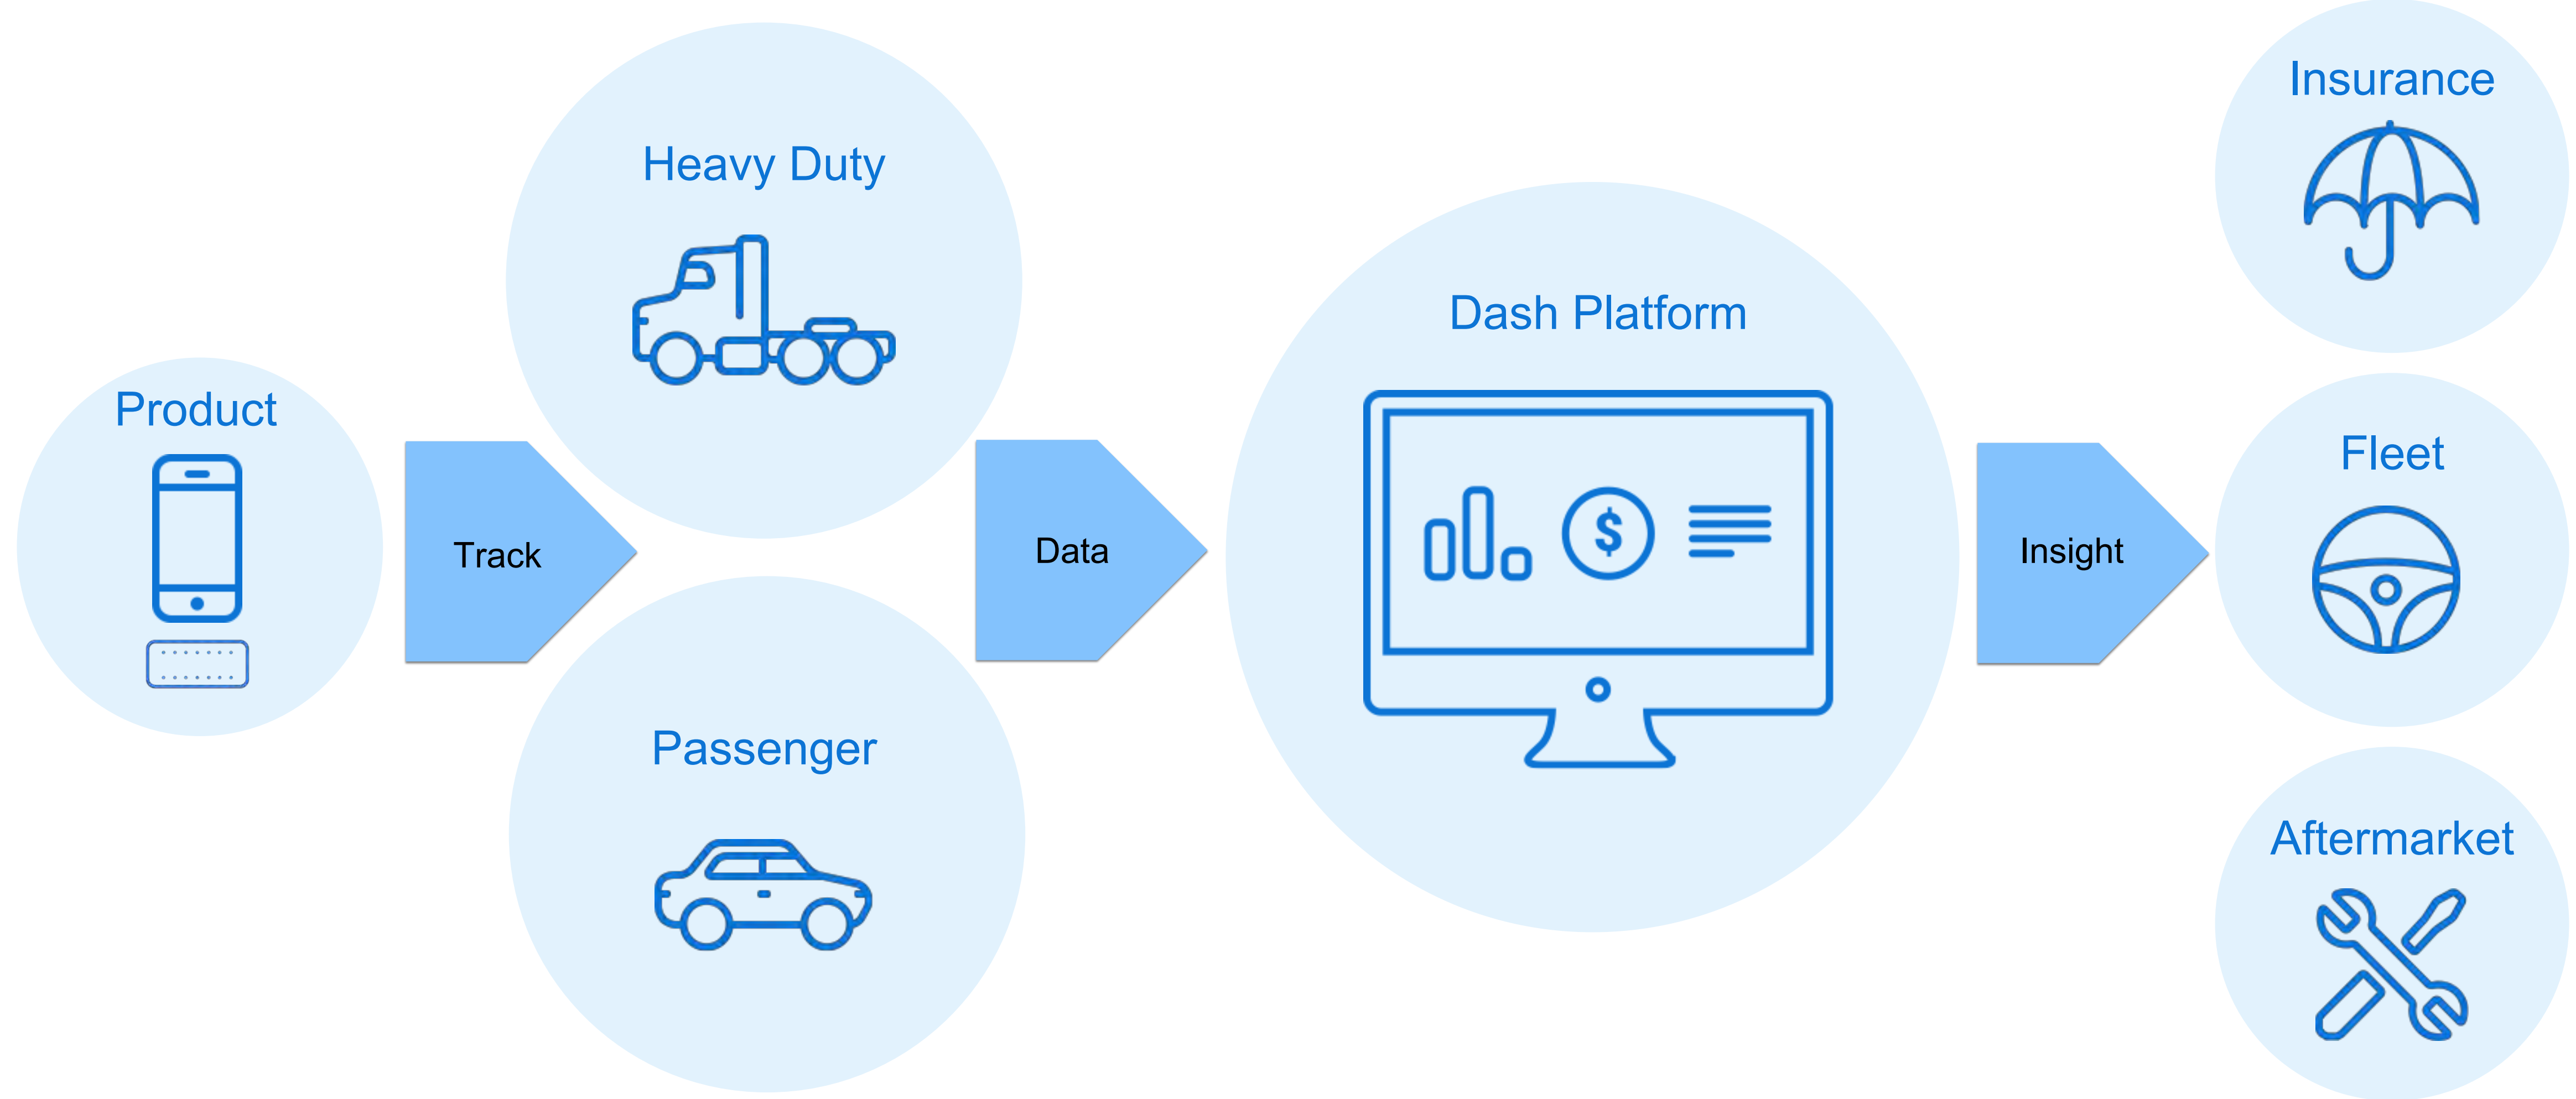 Product
Track
Heavy Duty
Passenger
Data
Dash Platform
$
Insight
Insurance
Fleet
Aftermarket